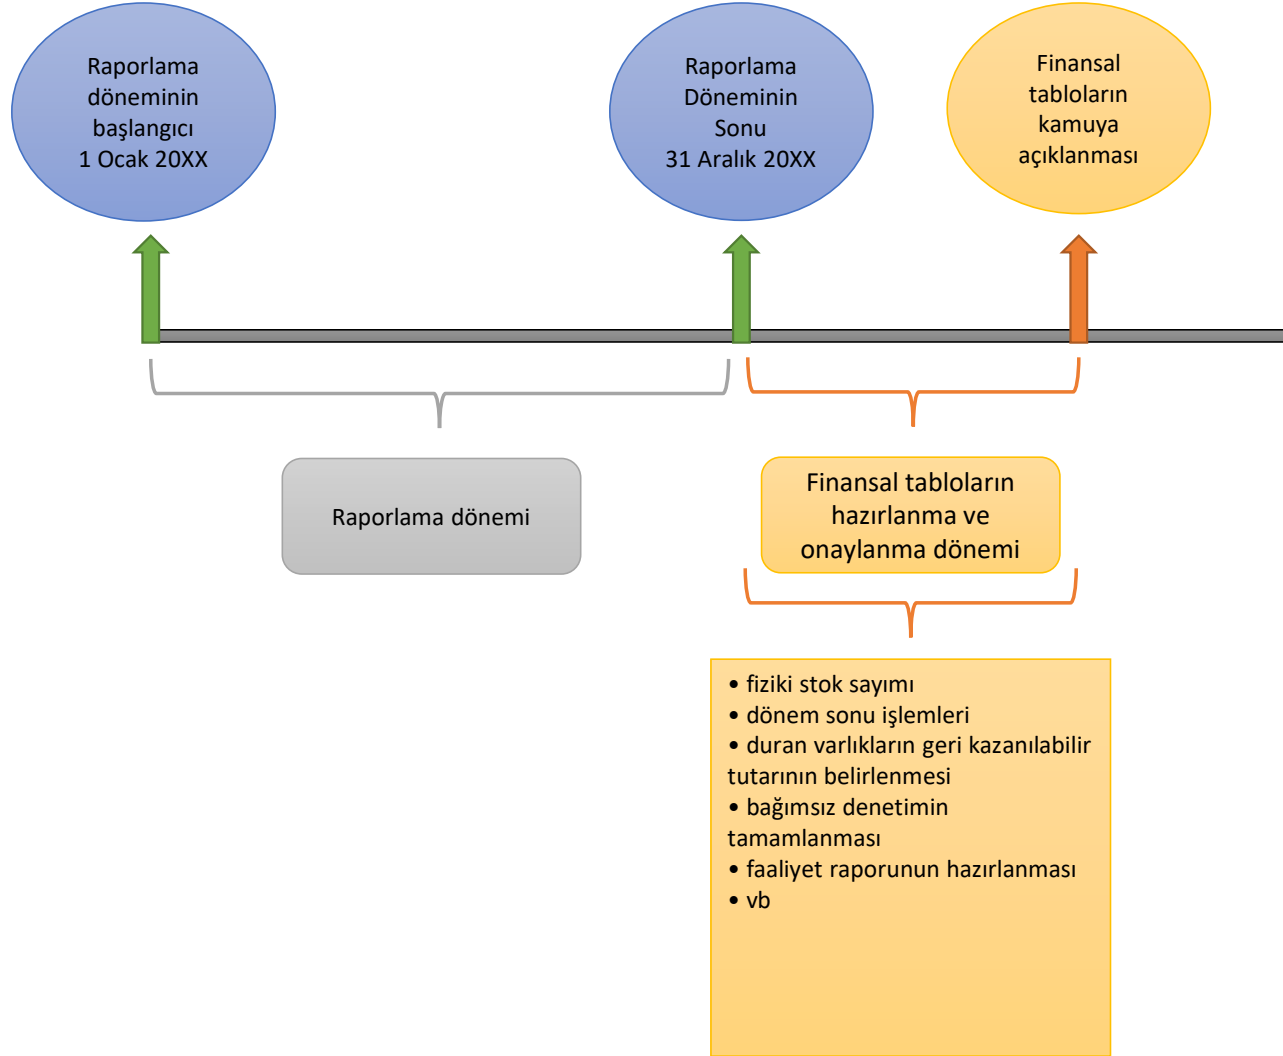 Raporlama
döneminin
başlangıcı
1 Ocak 20XX
Raporlama
Döneminin
Sonu
31 Aralık 20XX
Finansal
tabloların
kamuya
açıklanması
Raporlama dönemi
Finansal tabloların
hazırlanma ve
onaylanma dönemi
• fiziki stok sayımı
• dönem sonu işlemleri
• duran varlıkların geri kazanılabilir
tutarının belirlenmesi
• bağımsız denetimin
tamamlanması
• faaliyet raporunun hazırlanması
• vb